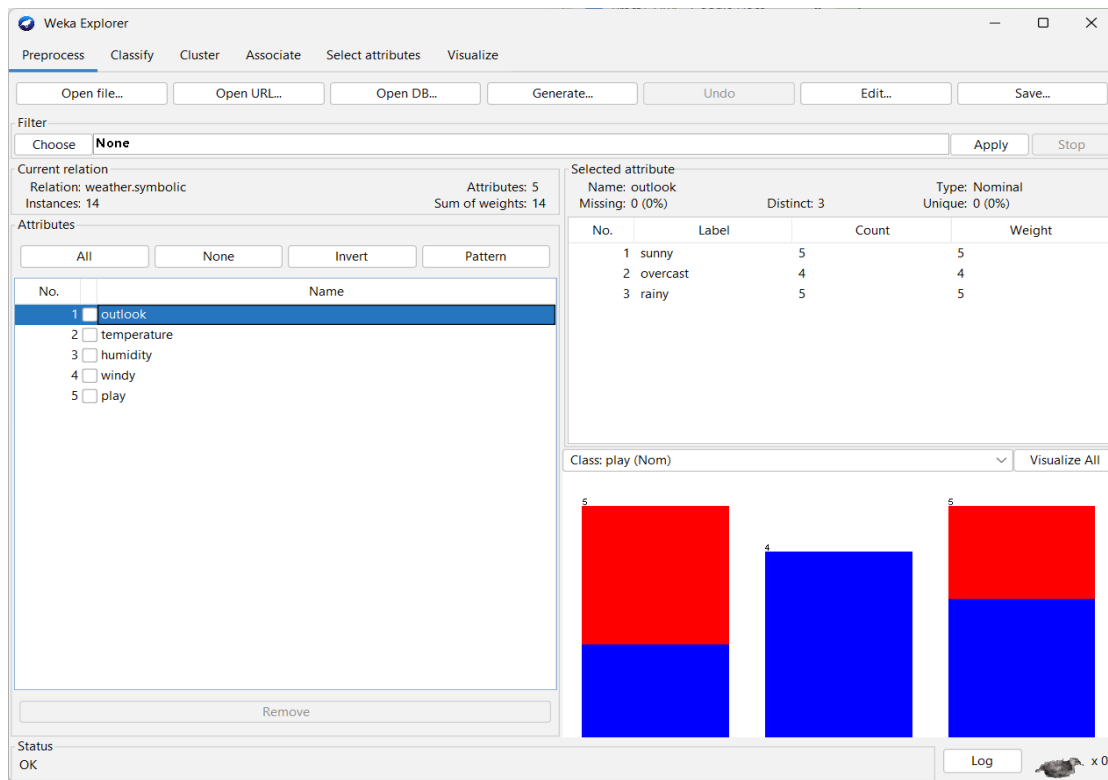 Weka Explorer
Preprocess Classify Cluster Associate Select attributes Visualize
Open file... Open URL... Open DB... Generate... Undo Edit... Save...
Filter
Choose None Apply Stop
Current relation
Relation: weather.symbolic Attributes: 5
Instances: 14 Sum of weights: 14
Attributes
All None Invert Pattern
No. Name
1 outlook
2 temperature
3 humidity
4 windy
5 play
Remove
Selected attribute
Name: outlook Type: Nominal
Missing: 0 (0%) Distinct: 3 Unique: 0 (0%)
No. Label Count Weight
1 sunny 5 5
2 overcast 4 4
3 rainy 5 5
Class: play (Nom) Visualize All
5 4 5
Status
OK
Log x 0